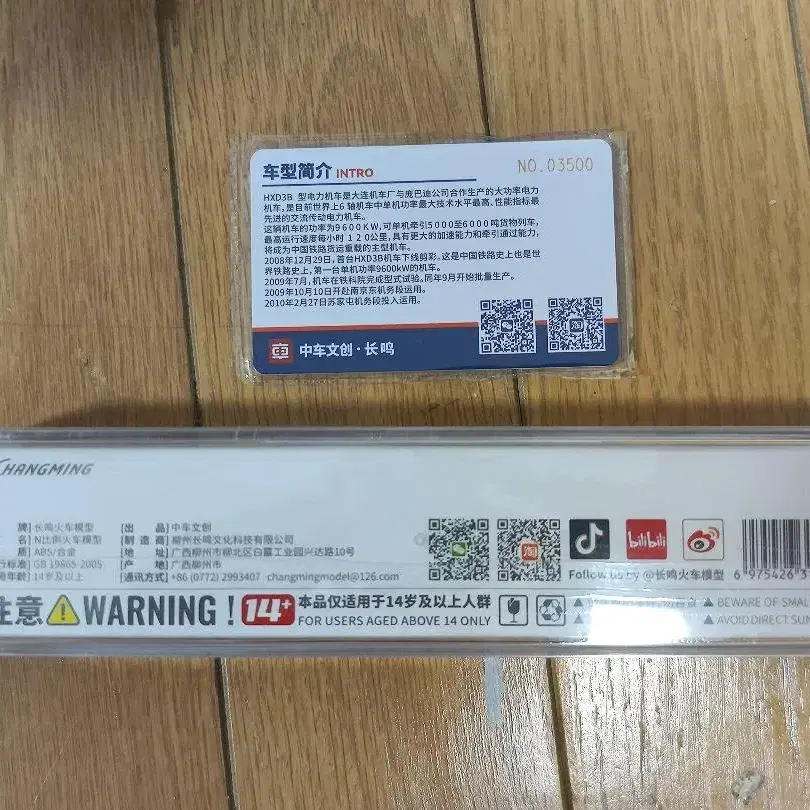 车型简介 INTRO
NO.03500
HXD3B 型电力机车是大连机车厂与庞巴迪公司合作生产的大功率电力
机车,是目前世界上6 轴机车中单机功率最大技术水平最高、性能指标最
先进的交流传动电力机车。
这辆机车的功率为9600KW,可单机牵引5000至6000吨货物列车,
最高运行速度每小时 120公里,具有更大的加速能力和牵引通过能力,
将成为中国铁路货运重载的主型机车。
2008年12月29日,首台HXD3B机车下线剪彩。这是中国铁路史上也是世
界铁路史上,第一台单机功率9600kW的机车。
2009年7月,机车在铁科院完成型式试验。同年9月开始批量生产。
2009年10月10日开赴南京东机务段运用。
2010年2月27日苏家屯机务段投入运用。
中车文创·长鸣
CHANGMING
牌]长鸣火车模型 [出 品]中车文创
名]N比例火车模型 [制 造 商]柳州长鸣文化科技有限公司
质]ABS/合金 [地 址]广西柳州市柳北区白露工业园兴达路10号
行标准]GB 19865-2005 [产 地]广西柳州市
用年龄]14岁及以上 [通讯方式]+86 (0772) 2993407 changmingmodel@126.com
淘
bilibili
Follow us by @长鸣火车模型
6 975426 3
注意 WARNING ! 14+ 本品仅适用于14岁及以上人群
FOR USERS AGED ABOVE 14 ONLY
BEWARE OF SMA
AVOID DIRECT SUN